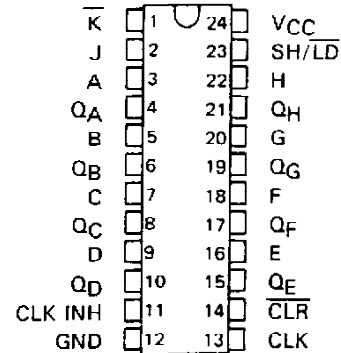 K̅ 1 24 VCC
J 2 23 SH/L̅D̅
A 3 22 H
QA 4 21 QH
B 5 20 G
QB 6 19 QG
C 7 18 F
QC 8 17 QF
D 9 16 E
QD 10 15 QE
CLK INH 11 14 C̅L̅R̅
GND 12 13 CLK